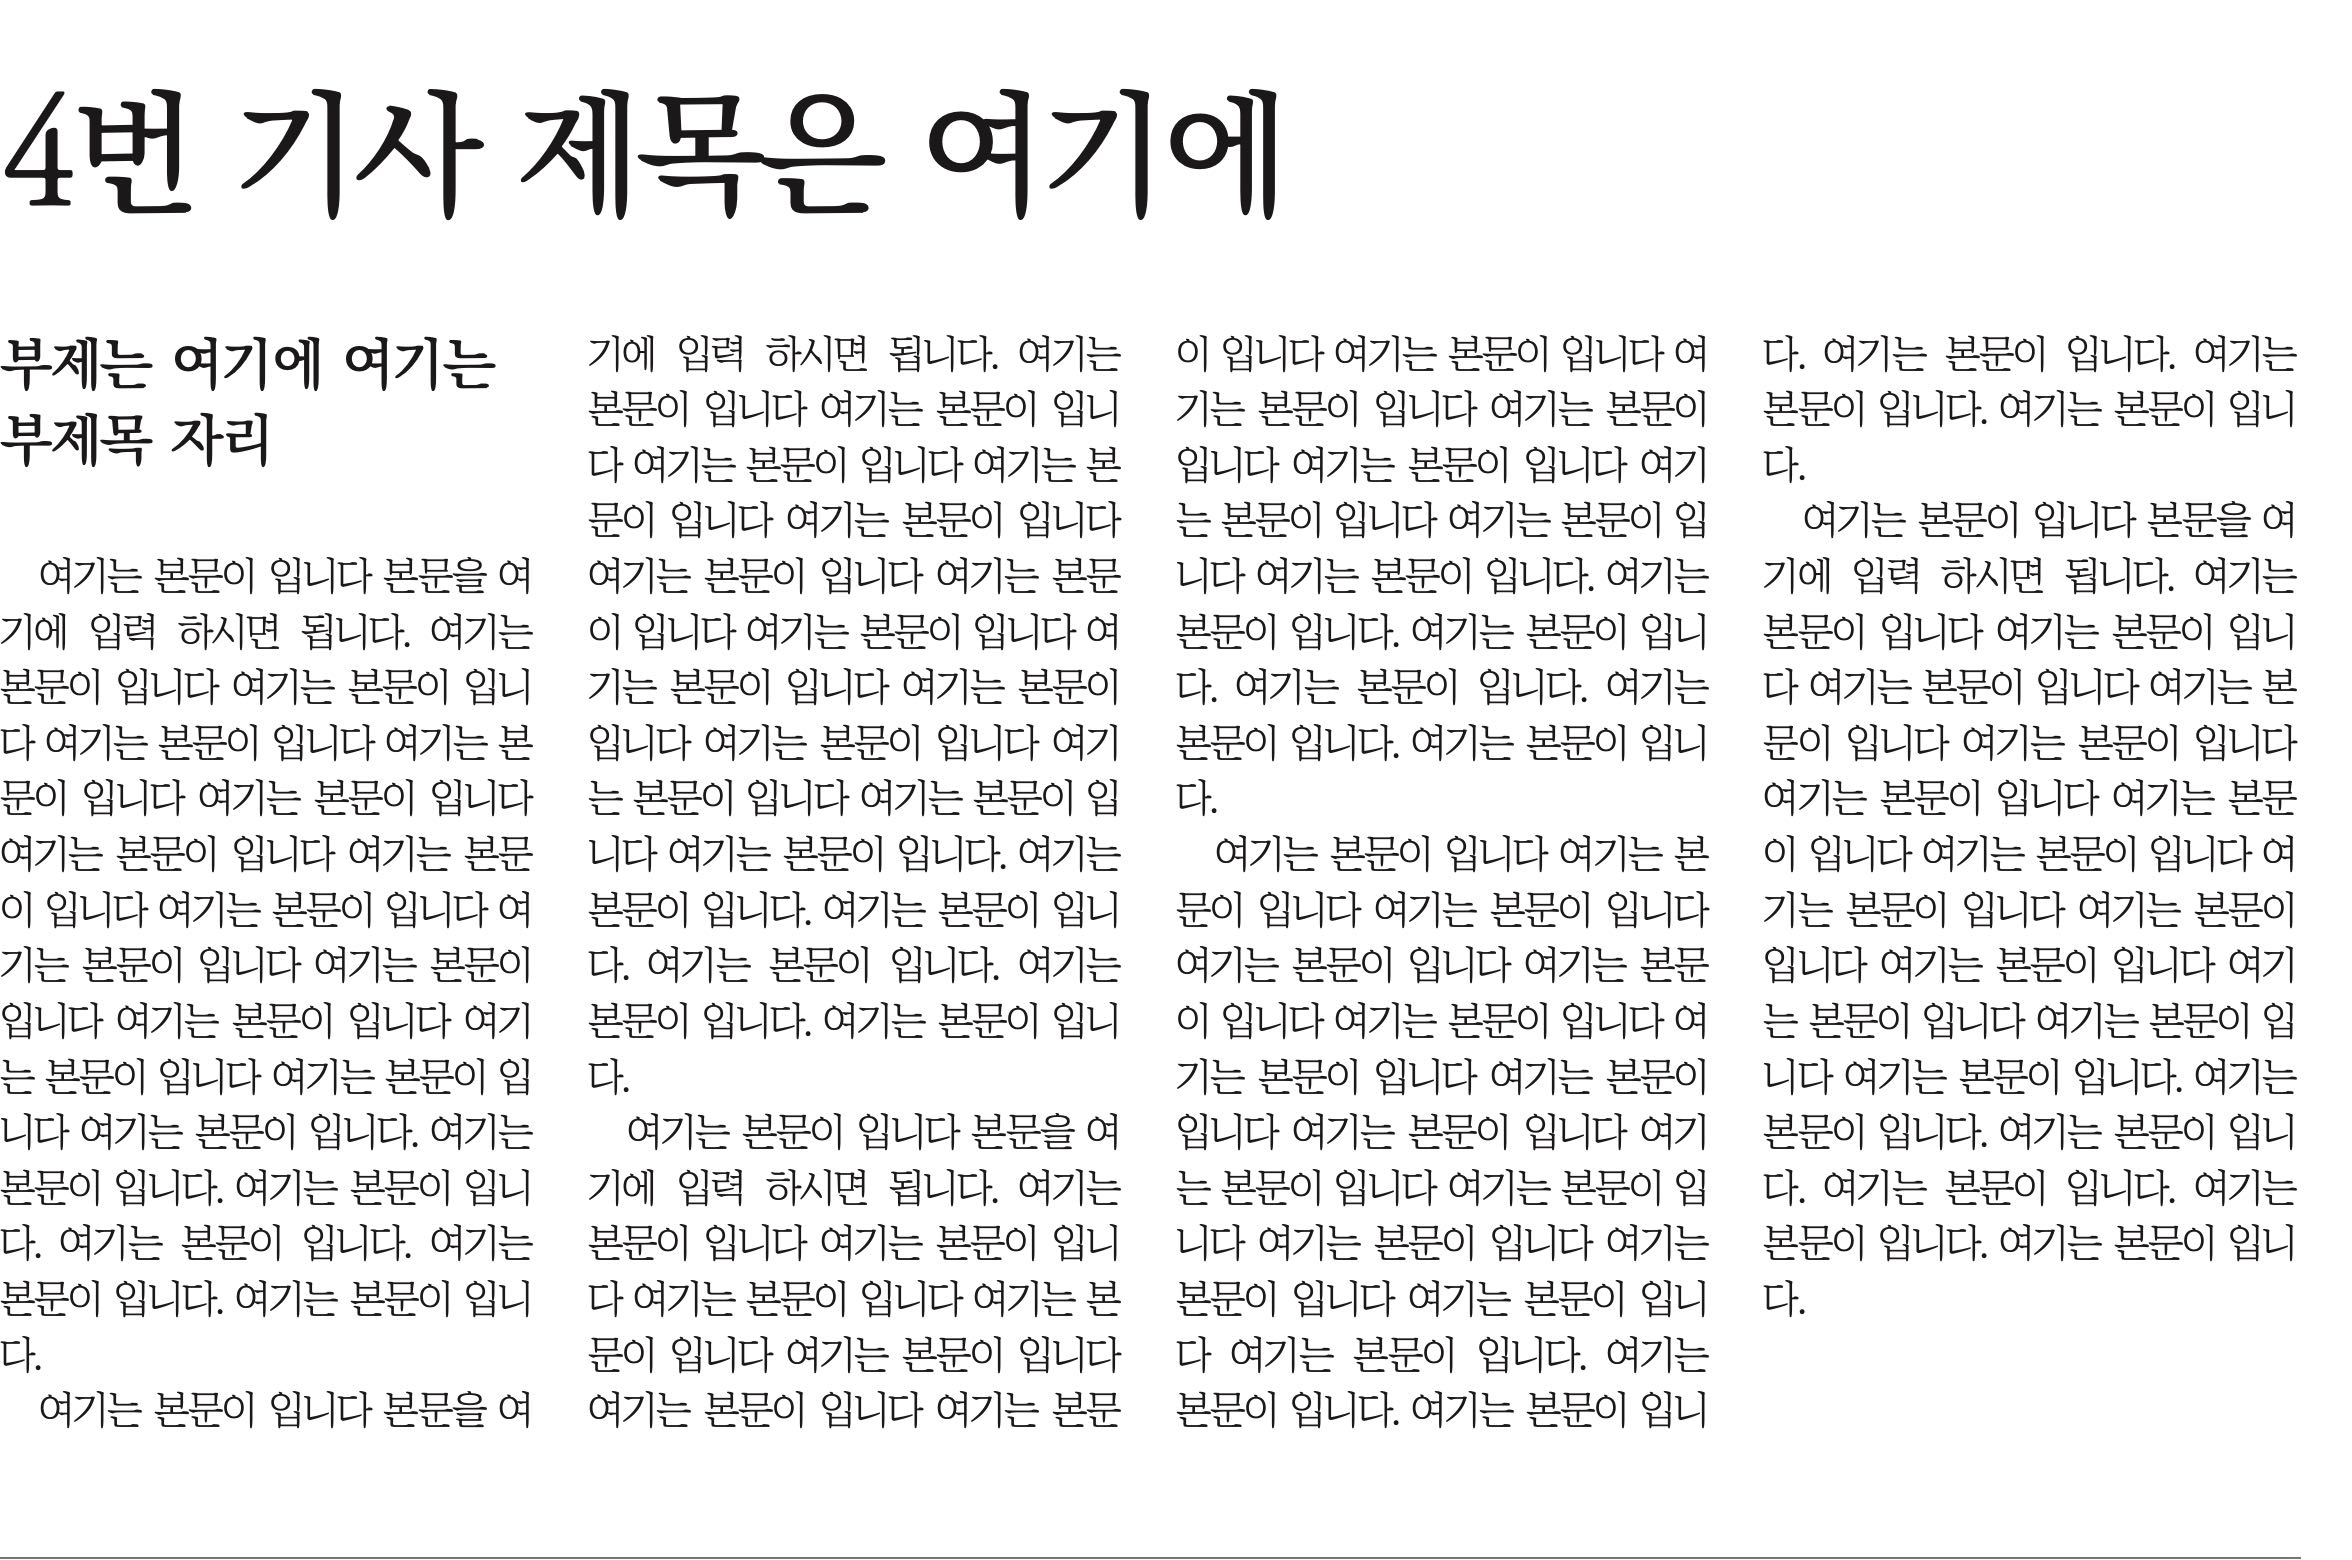 4번 기사 제목은 여기에
부제는 여기에 여기는
부제목 자리
여기는 본문이 입니다 본문을 여
기에 입력 하시면 됩니다. 여기는
본문이 입니다 여기는 본문이 입니
다 여기는 본문이 입니다 여기는 본
문이 입니다 여기는 본문이 입니다
여기는 본문이 입니다 여기는 본문
이 입니다 여기는 본문이 입니다 여
기는 본문이 입니다 여기는 본문이
입니다 여기는 본문이 입니다 여기
는 본문이 입니다 여기는 본문이 입
니다 여기는 본문이 입니다. 여기는
본문이 입니다. 여기는 본문이 입니
다. 여기는 본문이 입니다. 여기는
본문이 입니다. 여기는 본문이 입니
다.
여기는 본문이 입니다 본문을 여
기에 입력 하시면 됩니다. 여기는
본문이 입니다 여기는 본문이 입니
다 여기는 본문이 입니다 여기는 본
문이 입니다 여기는 본문이 입니다
여기는 본문이 입니다 여기는 본문
이 입니다 여기는 본문이 입니다 여
기는 본문이 입니다 여기는 본문이
입니다 여기는 본문이 입니다 여기
는 본문이 입니다 여기는 본문이 입
니다 여기는 본문이 입니다. 여기는
본문이 입니다. 여기는 본문이 입니
다. 여기는 본문이 입니다. 여기는
본문이 입니다. 여기는 본문이 입니
다.
여기는 본문이 입니다 본문을 여
기에 입력 하시면 됩니다. 여기는
본문이 입니다 여기는 본문이 입니
다 여기는 본문이 입니다 여기는 본
문이 입니다 여기는 본문이 입니다
여기는 본문이 입니다 여기는 본문
이 입니다 여기는 본문이 입니다 여
기는 본문이 입니다 여기는 본문이
입니다 여기는 본문이 입니다 여기
는 본문이 입니다 여기는 본문이 입
니다 여기는 본문이 입니다. 여기는
본문이 입니다. 여기는 본문이 입니
다. 여기는 본문이 입니다. 여기는
본문이 입니다. 여기는 본문이 입니
다.
여기는 본문이 입니다 여기는 본
문이 입니다 여기는 본문이 입니다
여기는 본문이 입니다 여기는 본문
이 입니다 여기는 본문이 입니다 여
기는 본문이 입니다 여기는 본문이
입니다 여기는 본문이 입니다 여기
는 본문이 입니다 여기는 본문이 입
니다 여기는 본문이 입니다 여기는
본문이 입니다 여기는 본문이 입니
다 여기는 본문이 입니다. 여기는
본문이 입니다. 여기는 본문이 입니
다. 여기는 본문이 입니다. 여기는
본문이 입니다. 여기는 본문이 입니
다.
여기는 본문이 입니다 본문을 여
기에 입력 하시면 됩니다. 여기는
본문이 입니다 여기는 본문이 입니
다 여기는 본문이 입니다 여기는 본
문이 입니다 여기는 본문이 입니다
여기는 본문이 입니다 여기는 본문
이 입니다 여기는 본문이 입니다 여
기는 본문이 입니다 여기는 본문이
입니다 여기는 본문이 입니다 여기
는 본문이 입니다 여기는 본문이 입
니다 여기는 본문이 입니다. 여기는
본문이 입니다. 여기는 본문이 입니
다. 여기는 본문이 입니다. 여기는
본문이 입니다. 여기는 본문이 입니
다.